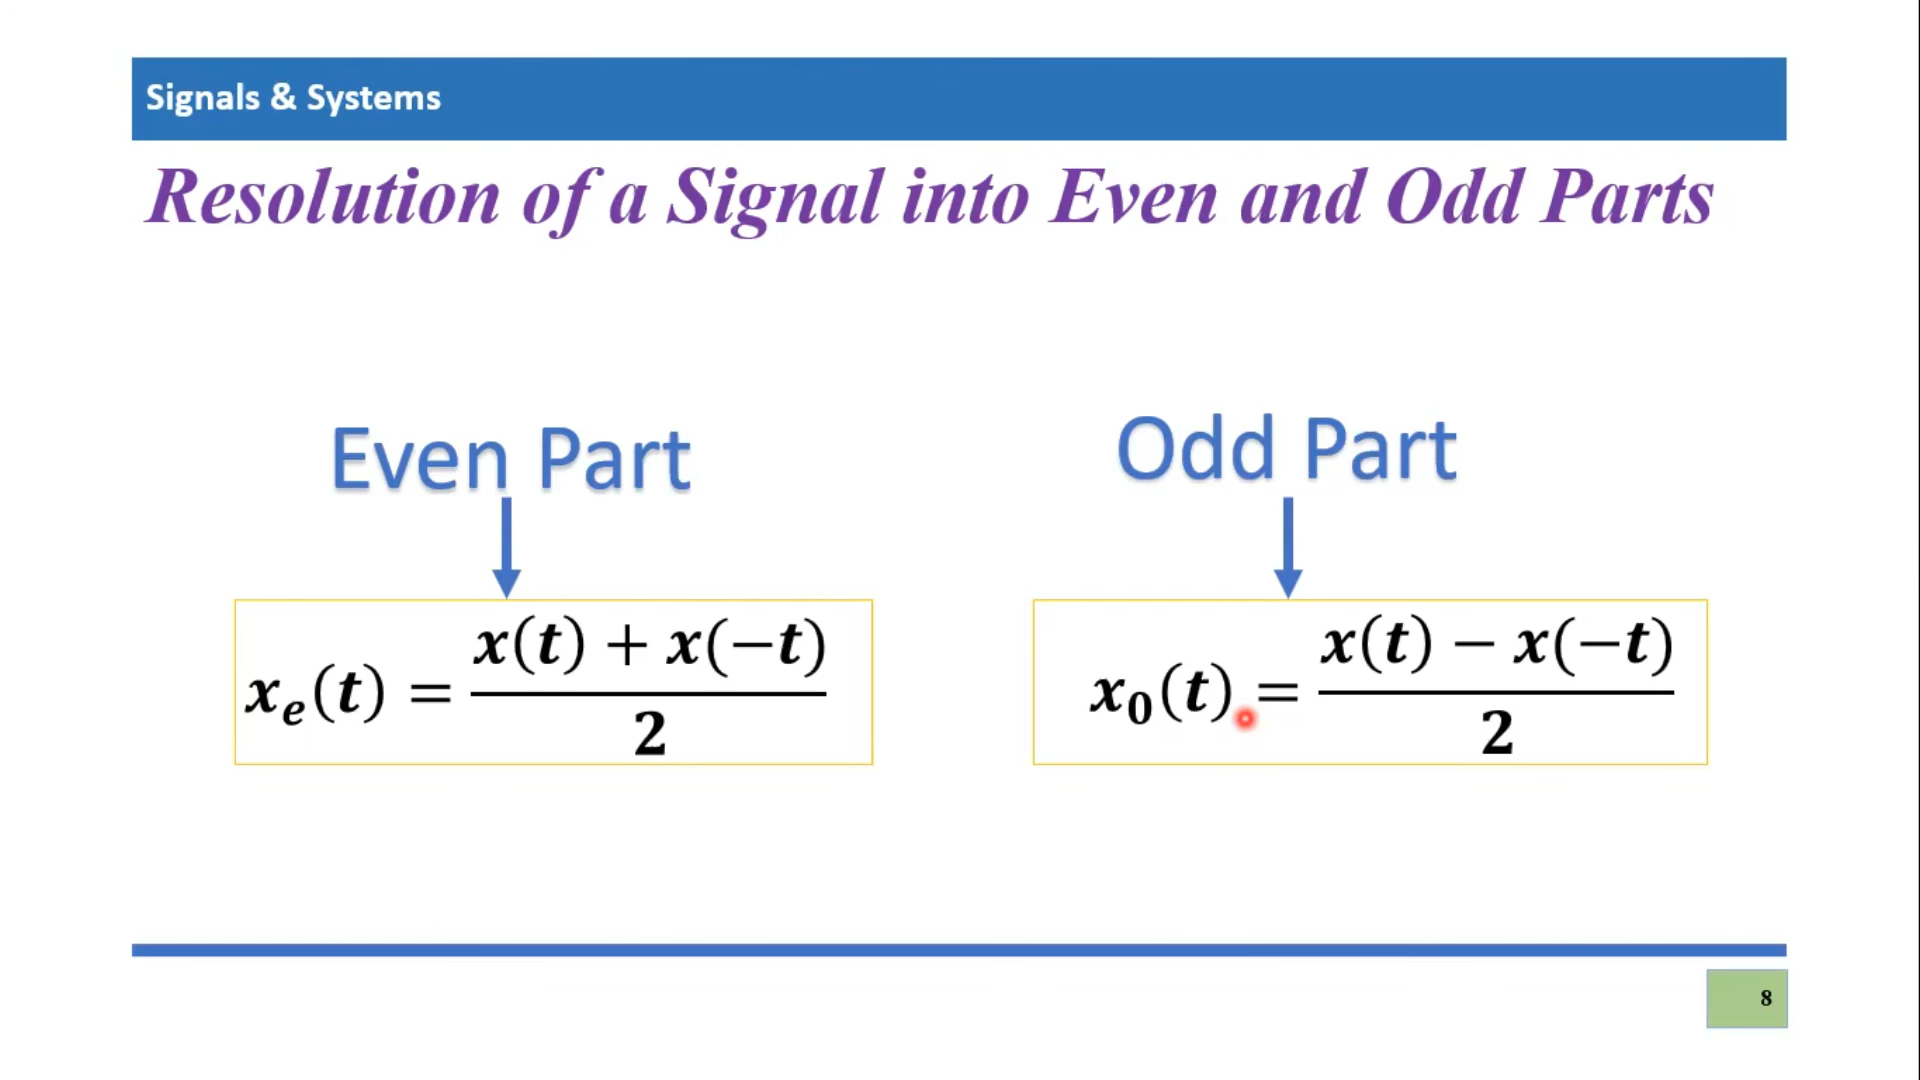 Signals & Systems
Resolution of a Signal into Even and Odd Parts
Even Part
Odd Part
xₑ(t) = (x(t) + x(−t))/2
x₀(t) = (x(t) − x(−t))/2
8